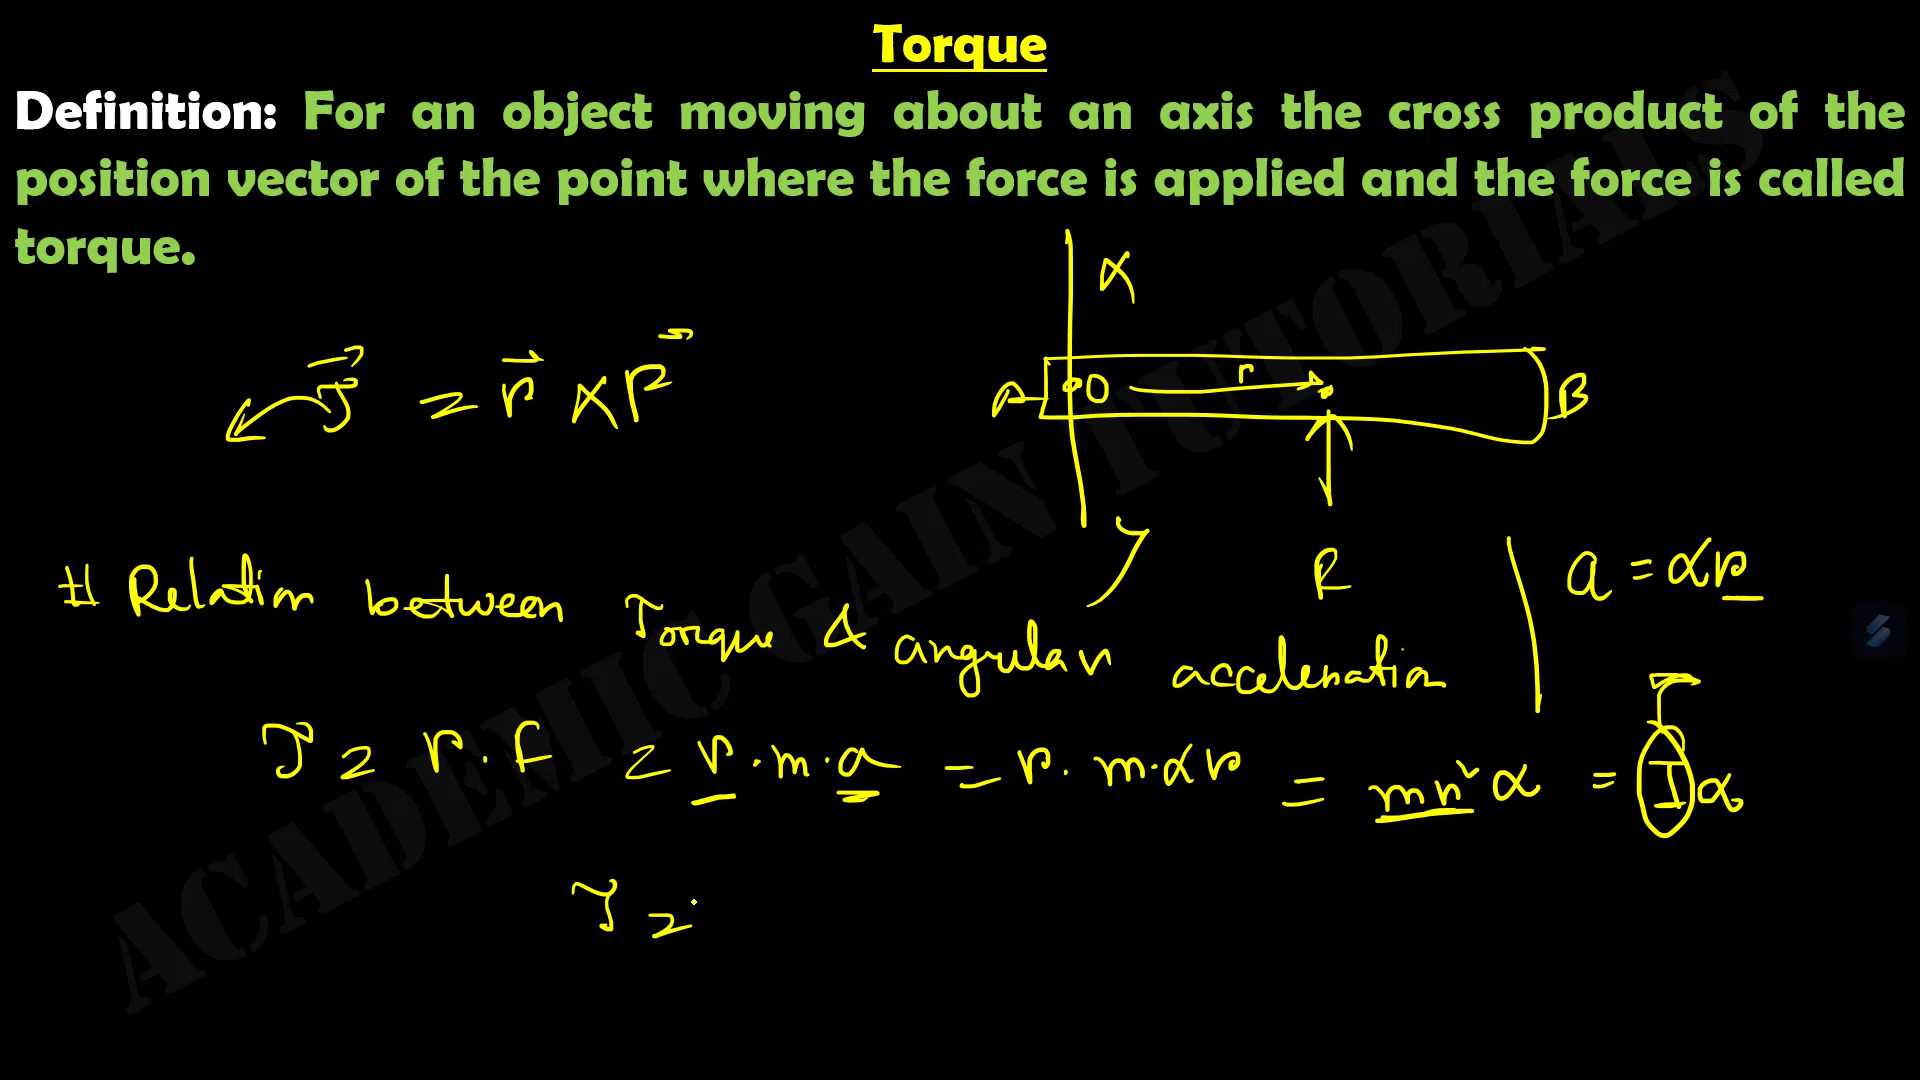 Torque
Definition: For an object moving about an axis the cross product of the
position vector of the point where the force is applied and the force is called
torque.
α
τ = r × F
A O r B
F
a = αr
# Relation between Torque & angular acceleration
τ = r . F = r . m . a = r . m . αr = mr² α = Iα
τ =
ACADEMIC GAIN TUTORIALS